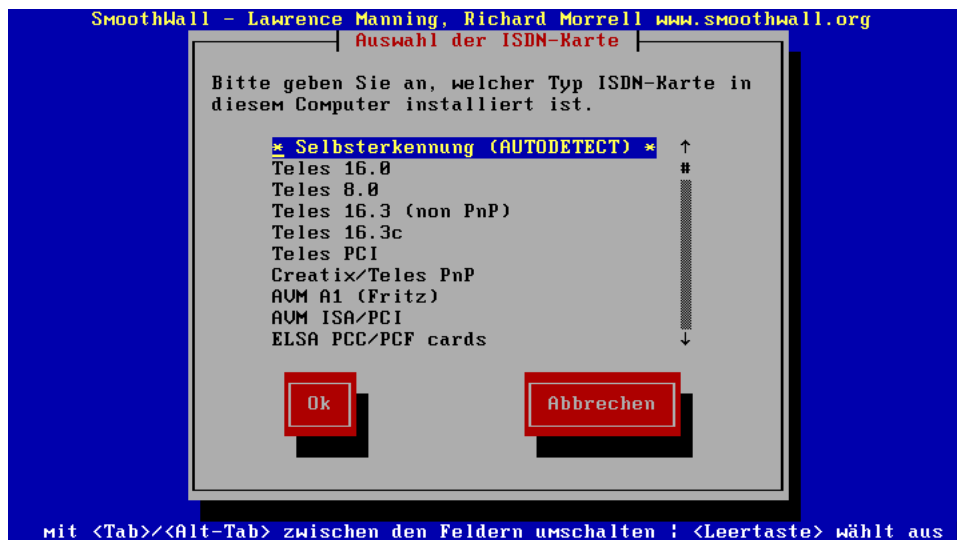 SmoothWall - Lawrence Manning, Richard Morrell www.smoothwall.org
Auswahl der ISDN-Karte
Bitte geben Sie an, welcher Typ ISDN-Karte in
diesem Computer installiert ist.
* Selbsterkennung (AUTODETECT) * ↑
Teles 16.0 #
Teles 8.0
Teles 16.3 (non PnP)
Teles 16.3c
Teles PCI
Creatix/Teles PnP
AVM A1 (Fritz)
AVM ISA/PCI
ELSA PCC/PCF cards ↓
Ok Abbrechen
mit <Tab>/<Alt-Tab> zwischen den Feldern umschalten ¦ <Leertaste> wählt aus